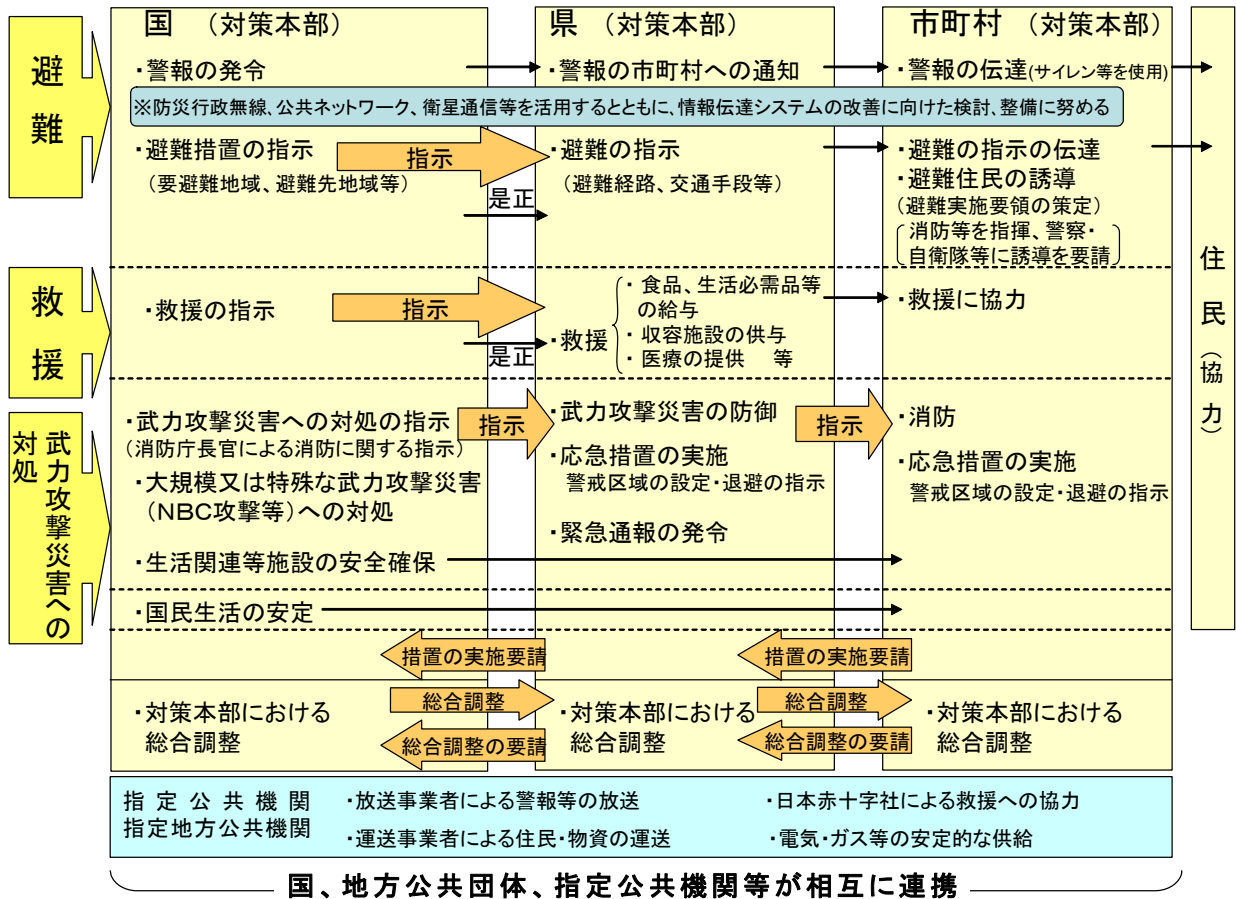 国 (対策本部)
県 (対策本部)
市町村 (対策本部)
避難
・警報の発令
・警報の市町村への通知
・警報の伝達(サイレン等を使用)
※防災行政無線、公共ネットワーク、衛星通信等を活用するとともに、情報伝達システムの改善に向けた検討、整備に努める
・避難措置の指示
(要避難地域、避難先地域等)
指示
是正
・避難の指示
(避難経路、交通手段等)
・避難の指示の伝達
・避難住民の誘導
(避難実施要領の策定)
消防等を指揮、警察・
自衛隊等に誘導を要請
住民(協力)
救援
・救援の指示
指示
是正
・救援
・食品、生活必需品等
の給与
・収容施設の供与
・医療の提供 等
・救援に協力
武力攻撃災害への
対処
・武力攻撃災害への対処の指示
(消防庁長官による消防に関する指示)
・大規模又は特殊な武力攻撃災害
(NBC攻撃等)への対処
・生活関連等施設の安全確保
指示
・武力攻撃災害の防御
・応急措置の実施
警戒区域の設定・退避の指示
・緊急通報の発令
指示
・消防
・応急措置の実施
警戒区域の設定・退避の指示
・国民生活の安定
措置の実施要請
措置の実施要請
・対策本部における
総合調整
総合調整
総合調整の要請
・対策本部における
総合調整
総合調整
総合調整の要請
・対策本部における
総合調整
指定公共機関
指定地方公共機関
・放送事業者による警報等の放送
・日本赤十字社による救援への協力
・運送事業者による住民・物資の運送
・電気・ガス等の安定的な供給
国、地方公共団体、指定公共機関等が相互に連携